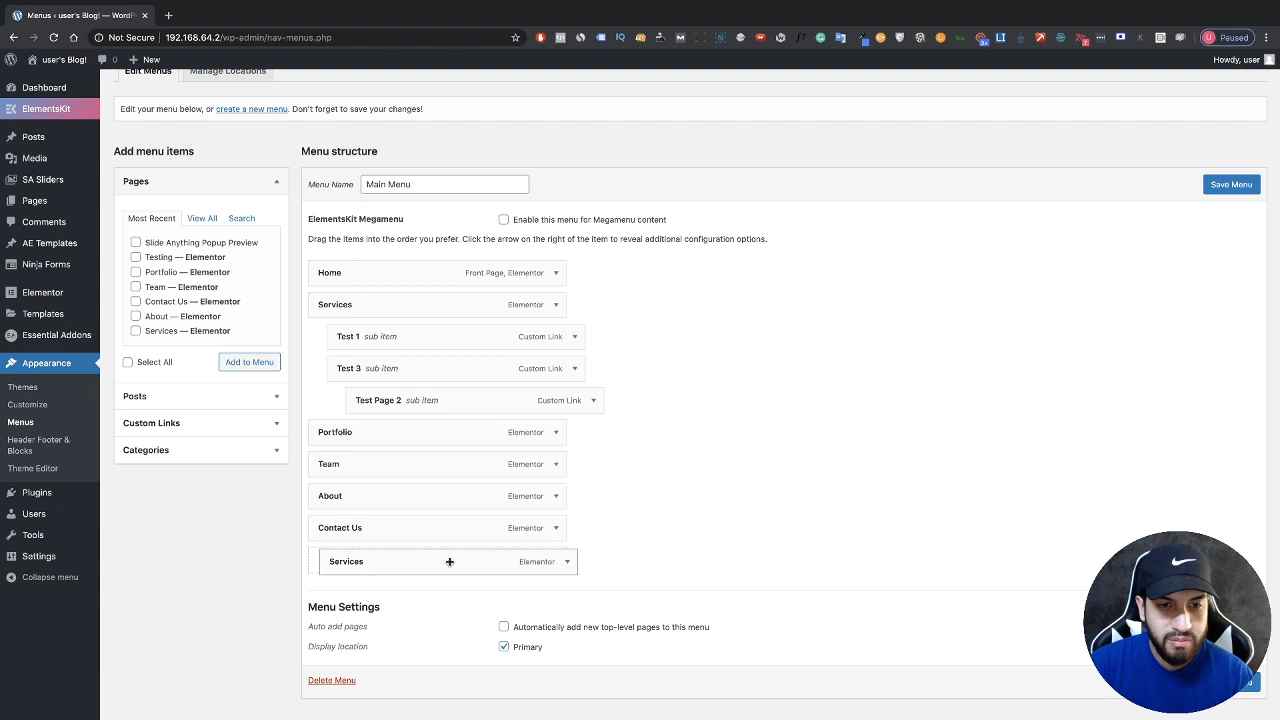 Menus ‹ user's Blog! — WordP
Not Secure
192.168.64.2/wp-admin/nav-menus.php
Paused
user's Blog!
0
New
Howdy, user
Dashboard
ElementsKit
Posts
Media
SA Sliders
Pages
Comments
AE Templates
Ninja Forms
Elementor
Templates
Essential Addons
Appearance
Themes
Customize
Menus
Header Footer &
Blocks
Theme Editor
Plugins
Users
Tools
Settings
Collapse menu
Edit Menus
Manage Locations
Edit your menu below, or create a new menu. Don't forget to save your changes!
Add menu items
Pages
Most Recent
View All
Search
Slide Anything Popup Preview
Testing — Elementor
Portfolio — Elementor
Team — Elementor
Contact Us — Elementor
About — Elementor
Services — Elementor
Select All
Add to Menu
Posts
Custom Links
Categories
Menu structure
Menu Name
Main Menu
Save Menu
ElementsKit Megamenu
Enable this menu for Megamenu content
Drag the items into the order you prefer. Click the arrow on the right of the item to reveal additional configuration options.
Home
Front Page, Elementor
Services
Elementor
Test 1 sub item
Custom Link
Test 3 sub item
Custom Link
Test Page 2 sub item
Custom Link
Portfolio
Elementor
Team
Elementor
About
Elementor
Contact Us
Elementor
Services
Elementor
Menu Settings
Auto add pages
Automatically add new top-level pages to this menu
Display location
Primary
Delete Menu